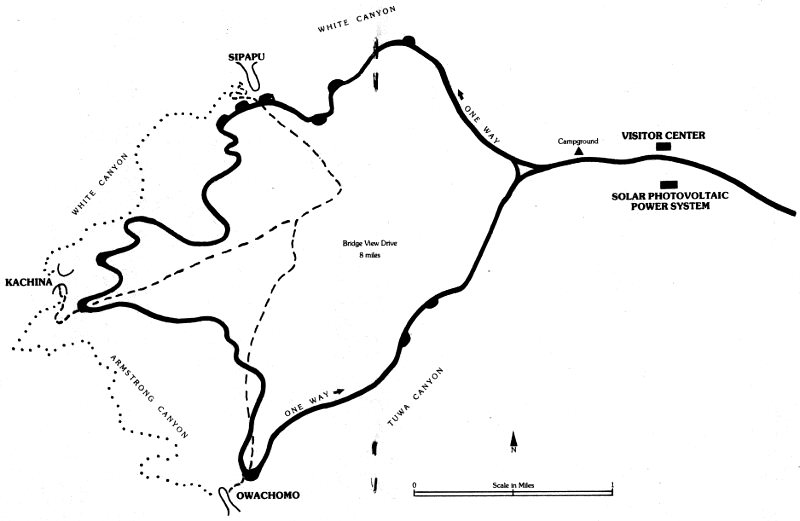 WHITE CANYON
SIPAPU
ONE WAY
Campground
VISITOR CENTER
SOLAR PHOTOVOLTAIC
POWER SYSTEM
WHITE CANYON
Bridge View Drive
8 miles
KACHINA
ARMSTRONG CANYON
ONE WAY
TUWA CANYON
N
OWACHOMO
0 Scale in Miles 1